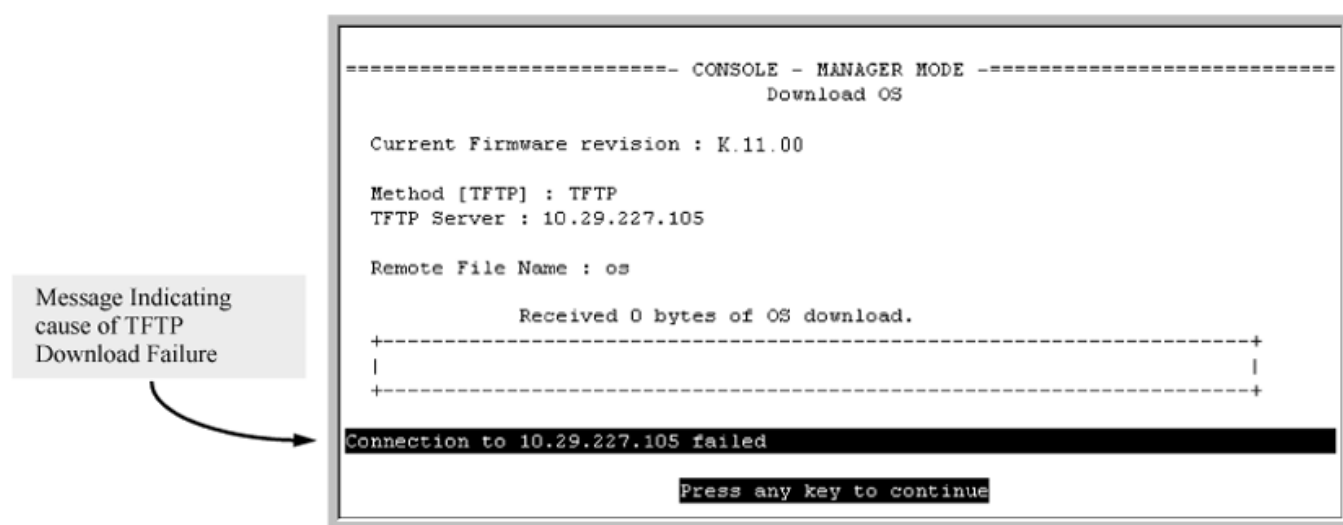 ===========================- CONSOLE - MANAGER MODE -============================
Download OS
Current Firmware revision : K.11.00
Method [TFTP] : TFTP
TFTP Server : 10.29.227.105
Remote File Name : os
Received 0 bytes of OS download.
+----------------------------------------------------------------------+
|                                                                      |
+----------------------------------------------------------------------+
Message Indicating
cause of TFTP
Download Failure
Connection to 10.29.227.105 failed
Press any key to continue